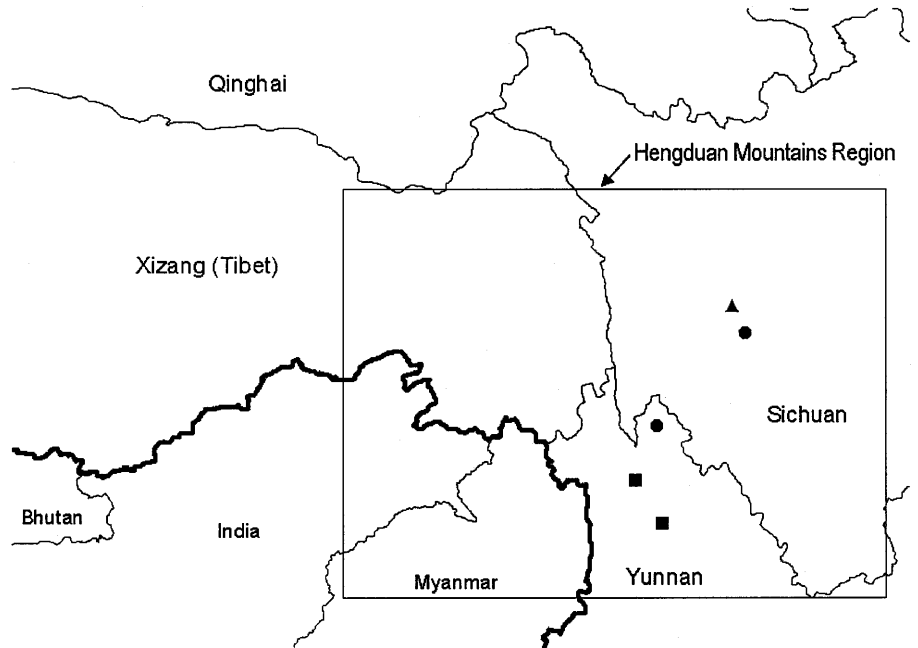 Qinghai
Hengduan Mountains Region
Xizang (Tibet)
Sichuan
Bhutan
India
Myanmar
Yunnan